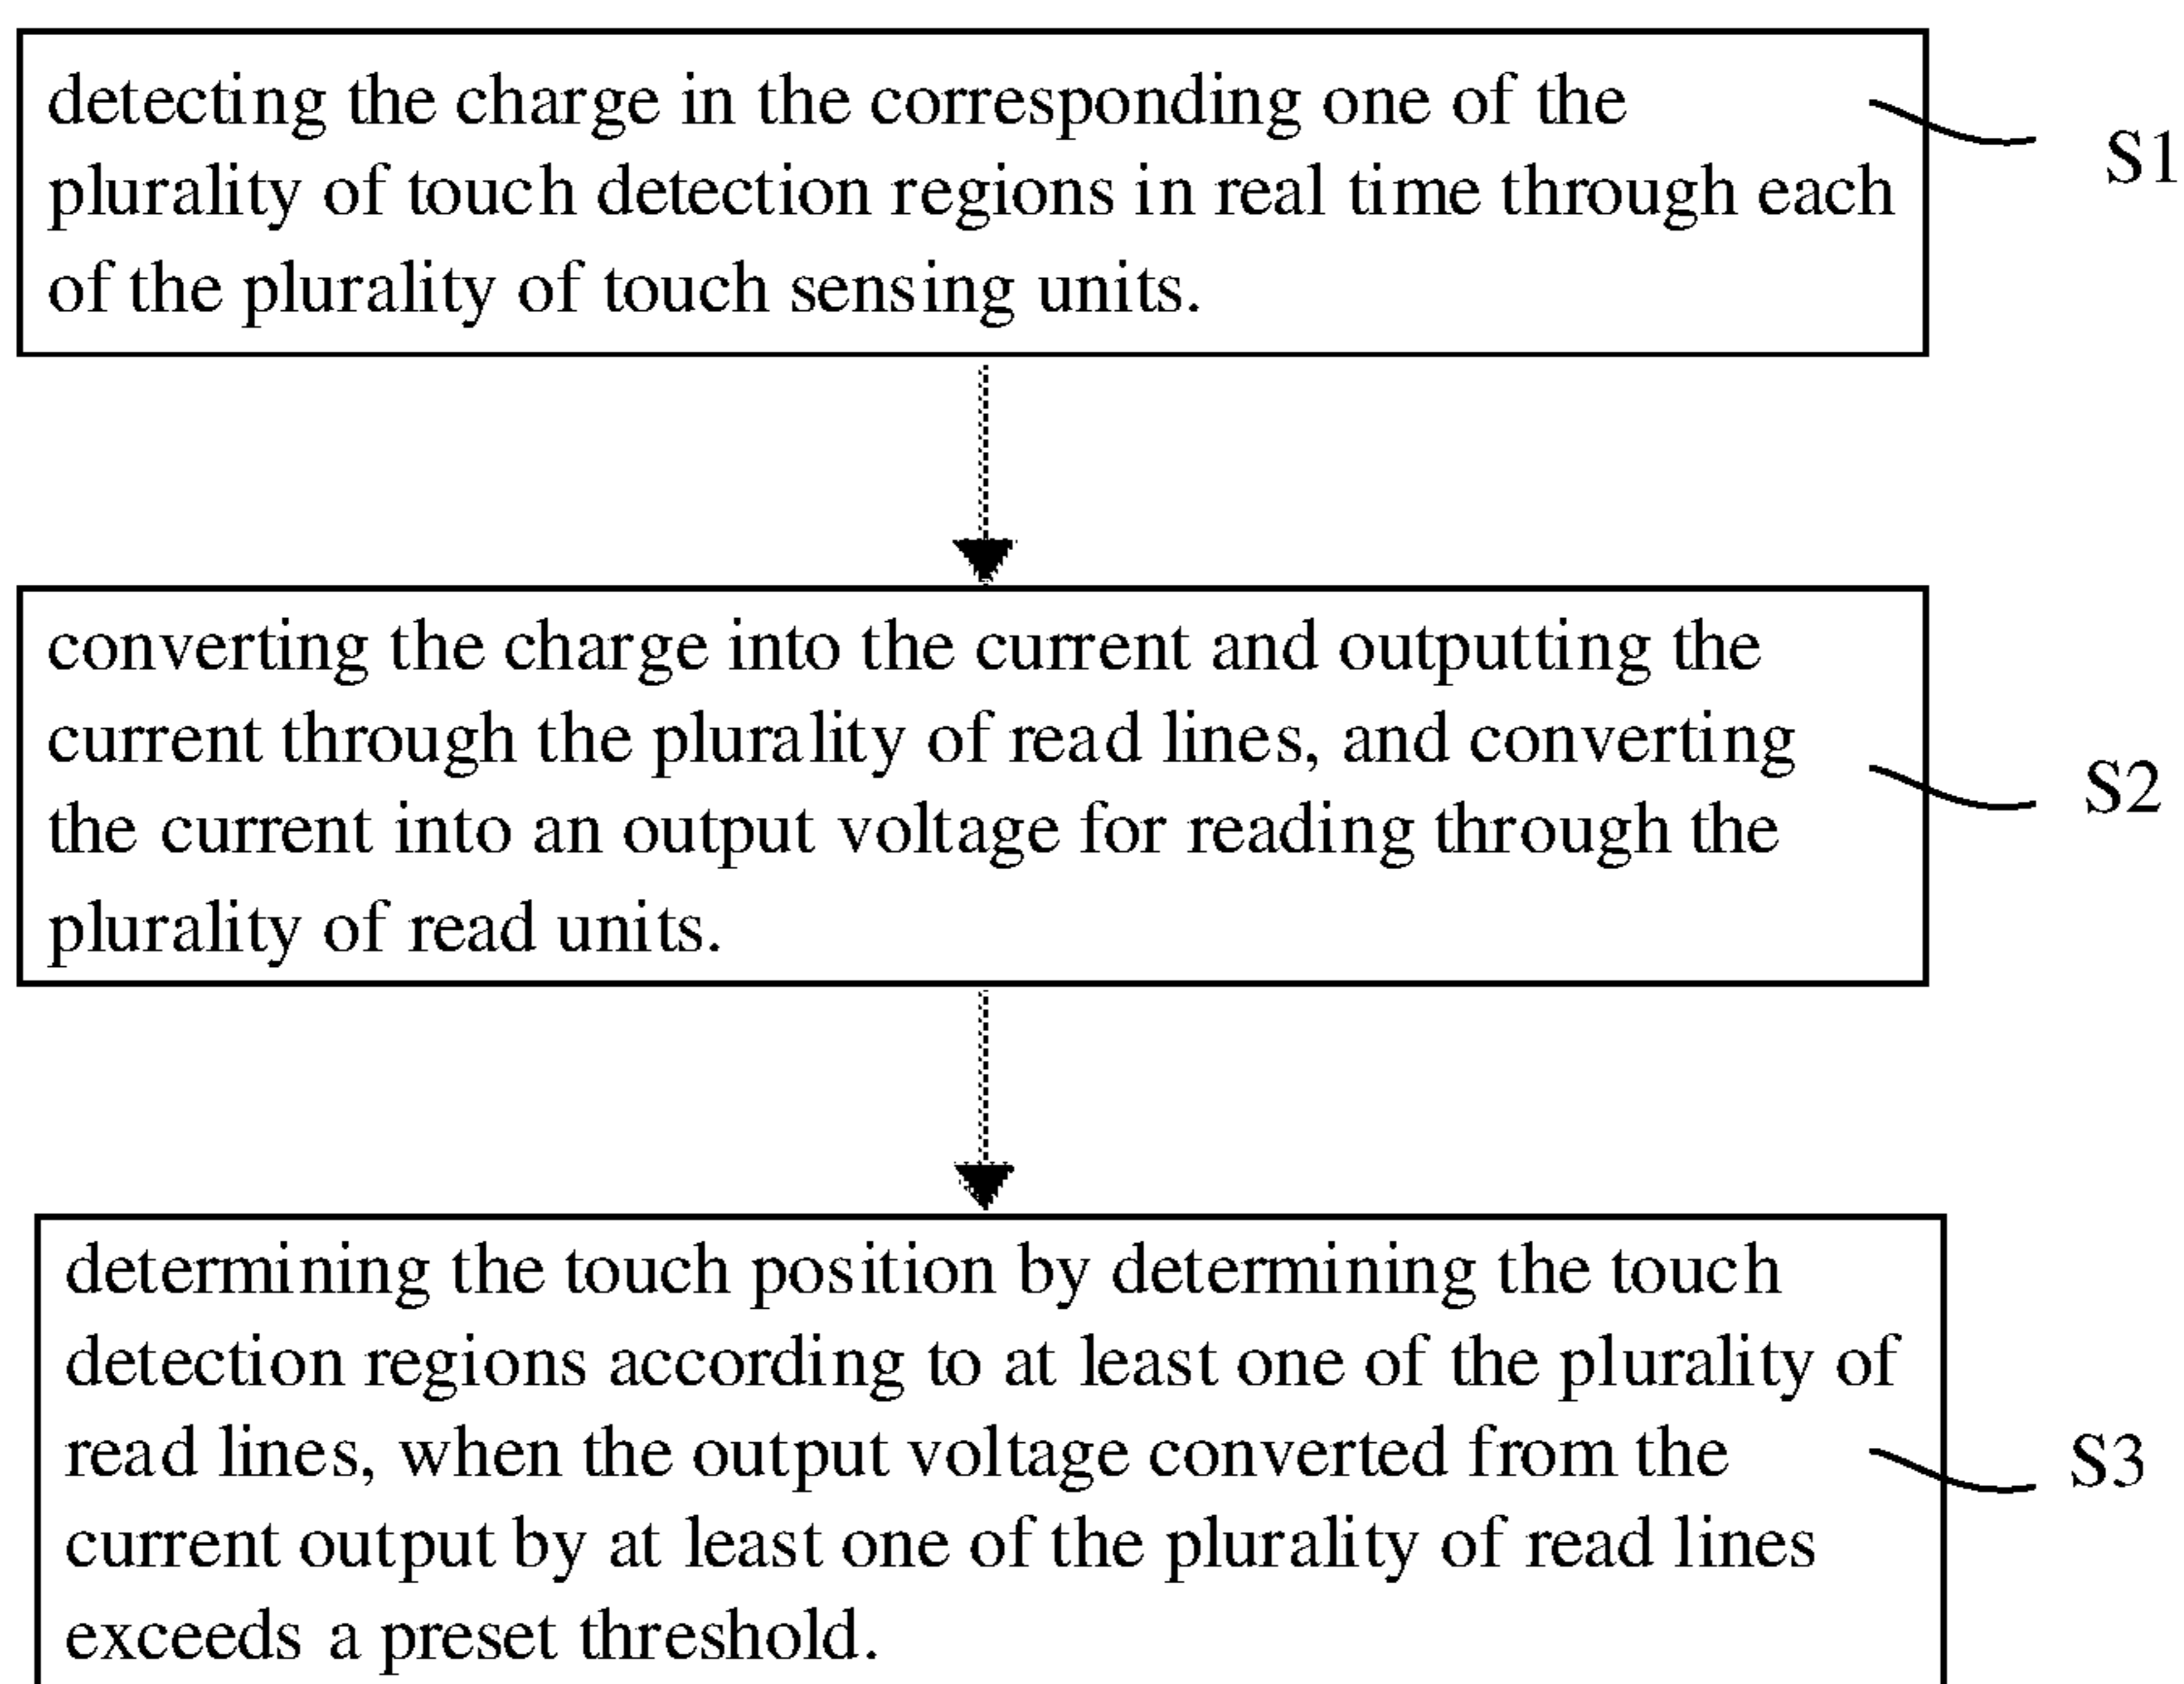 detecting the charge in the corresponding one of the
plurality of touch detection regions in real time through each
of the plurality of touch sensing units.
S1
converting the charge into the current and outputting the
current through the plurality of read lines, and converting
the current into an output voltage for reading through the
plurality of read units.
S2
determining the touch position by determining the touch
detection regions according to at least one of the plurality of
read lines, when the output voltage converted from the
current output by at least one of the plurality of read lines
exceeds a preset threshold.
S3